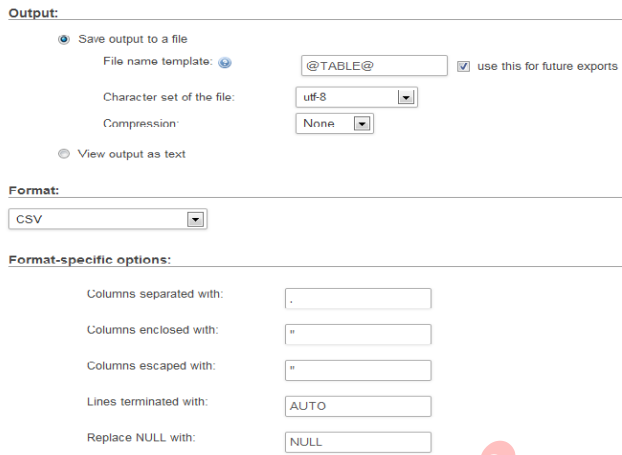 Output:
Save output to a file
File name template:
@TABLE@
use this for future exports
Character set of the file:
utf-8
Compression:
None
View output as text
Format:
CSV
Format-specific options:
Columns separated with:
,
Columns enclosed with:
"
Columns escaped with:
"
Lines terminated with:
AUTO
Replace NULL with:
NULL